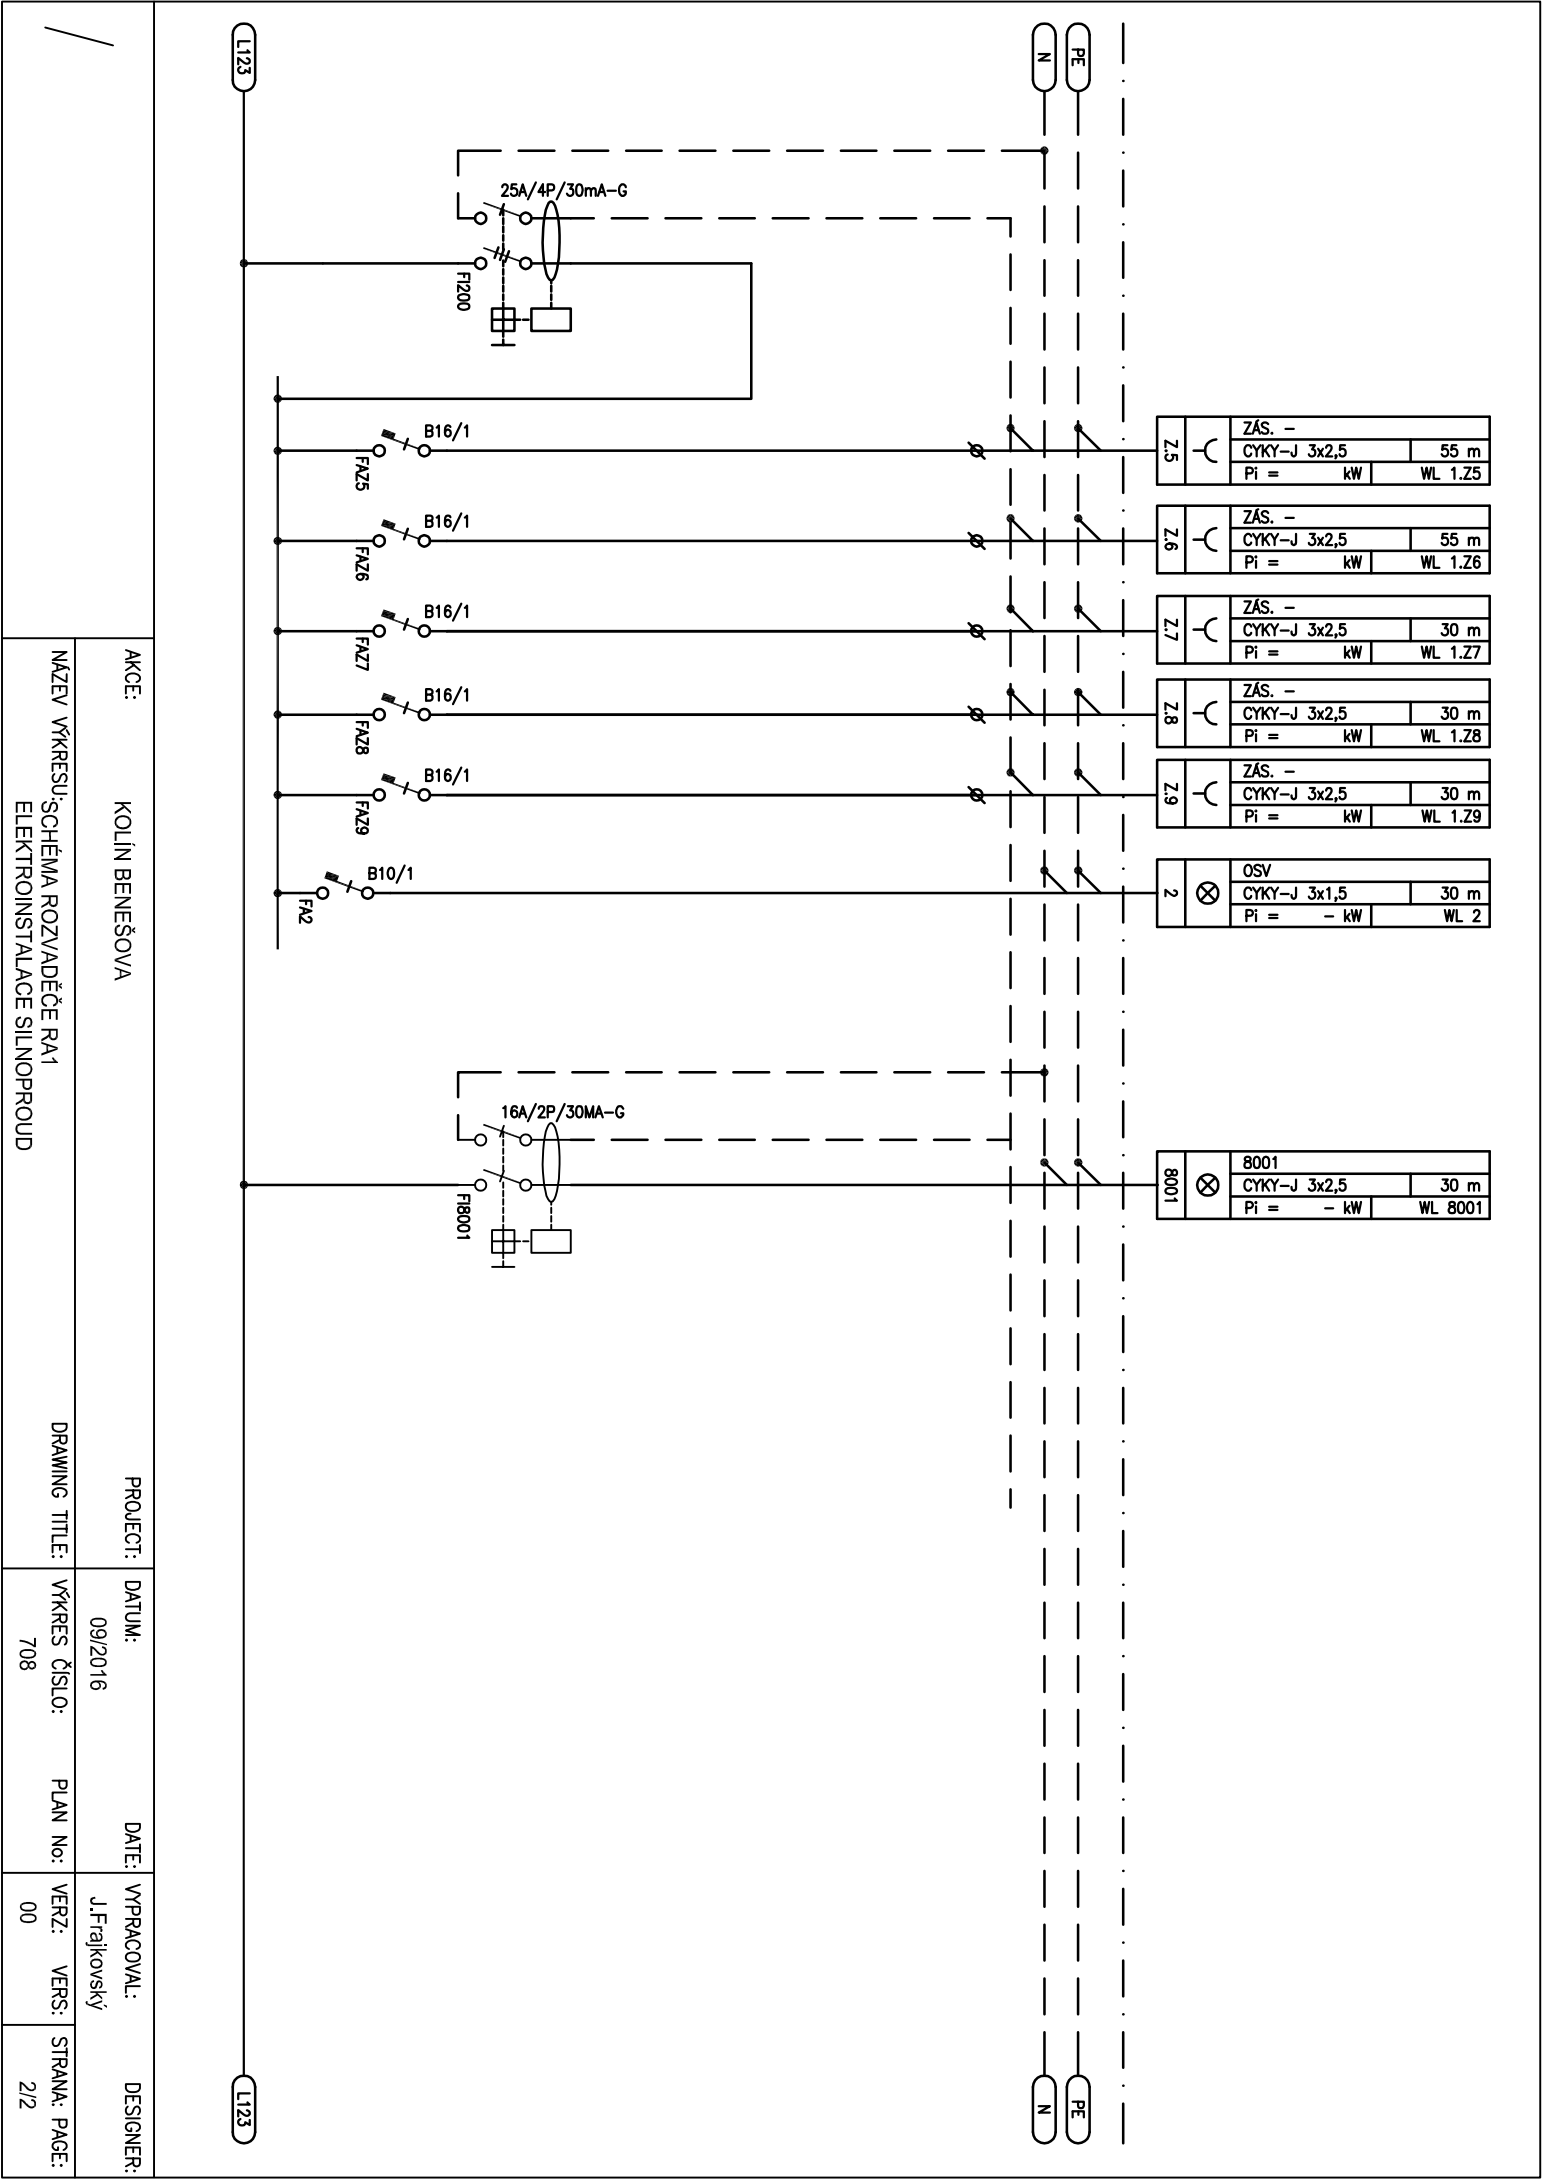 L123
N
PE
25A/4P/30mA-G
FI200
B16/1
FAZ5
Z.5
ZÁS. -
CYKY-J 3x2,5 55 m
Pi = kW WL 1.Z5
B16/1
FAZ6
Z.6
ZÁS. -
CYKY-J 3x2,5 55 m
Pi = kW WL 1.Z6
B16/1
FAZ7
Z.7
ZÁS. -
CYKY-J 3x2,5 30 m
Pi = kW WL 1.Z7
B16/1
FAZ8
Z.8
ZÁS. -
CYKY-J 3x2,5 30 m
Pi = kW WL 1.Z8
B16/1
FAZ9
Z.9
ZÁS. -
CYKY-J 3x2,5 30 m
Pi = kW WL 1.Z9
B10/1
FA2
2
OSV
CYKY-J 3x1,5 30 m
Pi = - kW WL 2
16A/2P/30MA-G
FI8001
8001
8001
CYKY-J 3x2,5 30 m
Pi = - kW WL 8001
L123
N
PE
AKCE: PROJECT:
KOLÍN BENEŠOVA
NÁZEV VÝKRESU: DRAWING TITLE:
SCHÉMA ROZVADĚČE RA1
ELEKTROINSTALACE SILNOPROUD
DATUM: DATE:
09/2016
VÝKRES ČÍSLO: PLAN No:
708
VYPRACOVAL: DESIGNER:
J.Frajkovský
VERZ: VERS:
00
STRANA: PAGE:
2/2